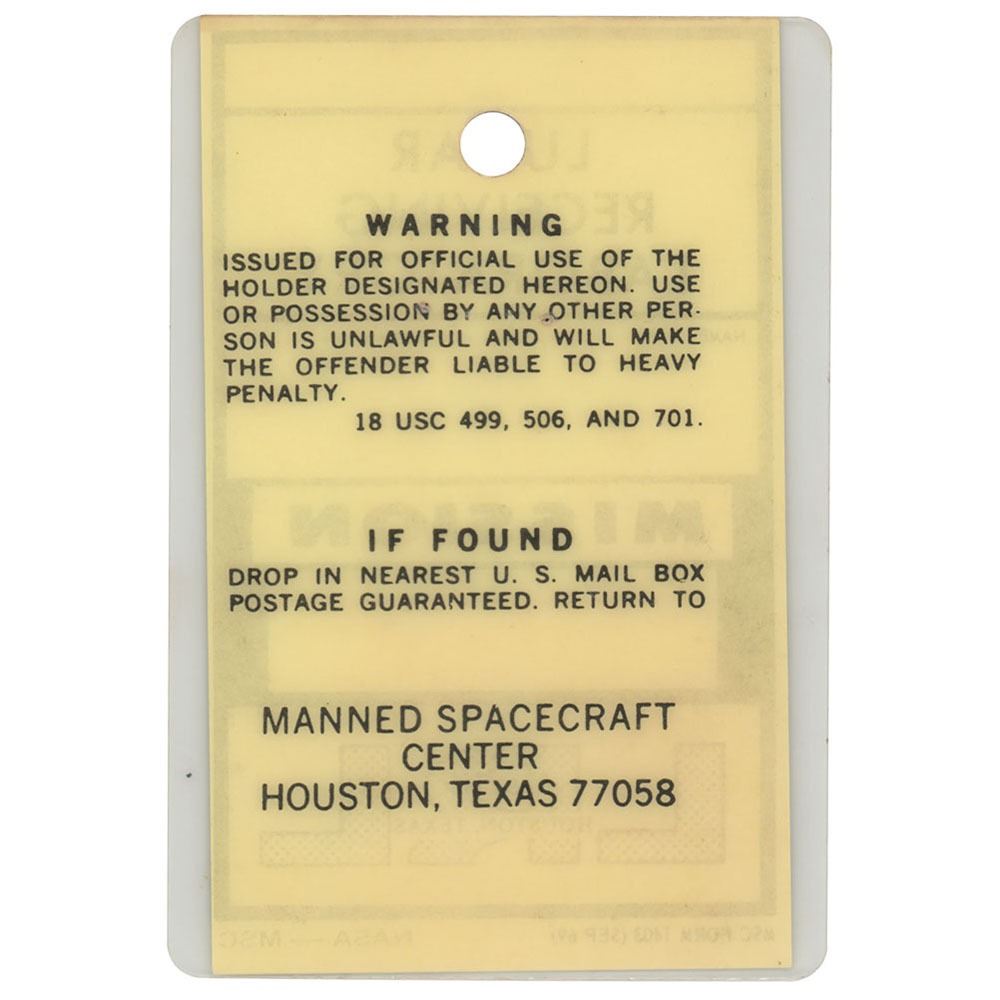 WARNING
ISSUED FOR OFFICIAL USE OF THE
HOLDER DESIGNATED HEREON. USE
OR POSSESSION BY ANY OTHER PER-
SON IS UNLAWFUL AND WILL MAKE
THE OFFENDER LIABLE TO HEAVY
PENALTY.
18 USC 499, 506, AND 701.
IF FOUND
DROP IN NEAREST U. S. MAIL BOX
POSTAGE GUARANTEED. RETURN TO
MANNED SPACECRAFT
CENTER
HOUSTON, TEXAS 77058